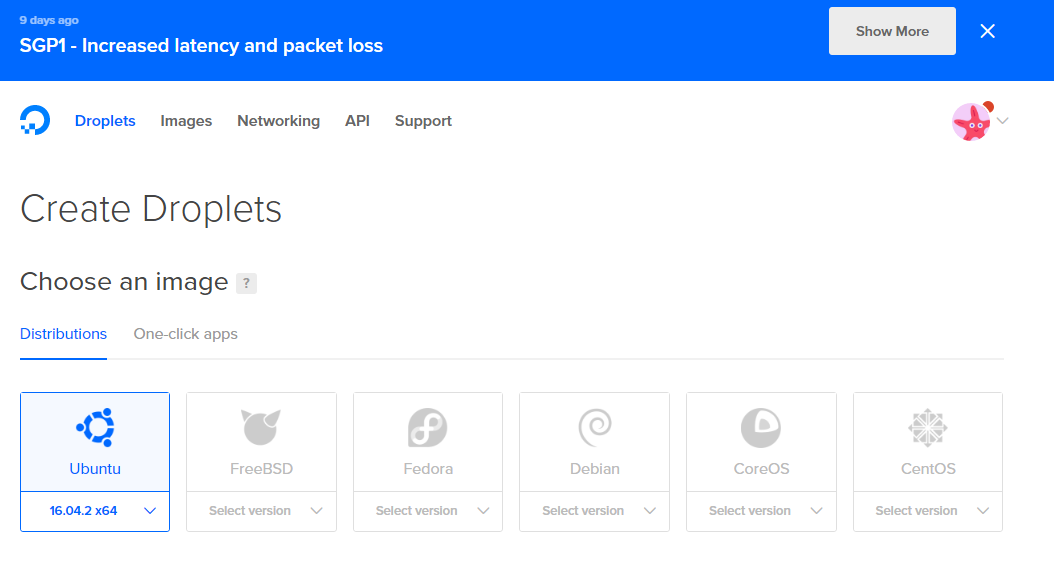 9 days ago
SGP1 - Increased latency and packet loss
Show More
Droplets Images Networking API Support
Create Droplets
Choose an image ?
Distributions One-click apps
Ubuntu FreeBSD Fedora Debian CoreOS CentOS
16.04.2 x64 Select version Select version Select version Select version Select version